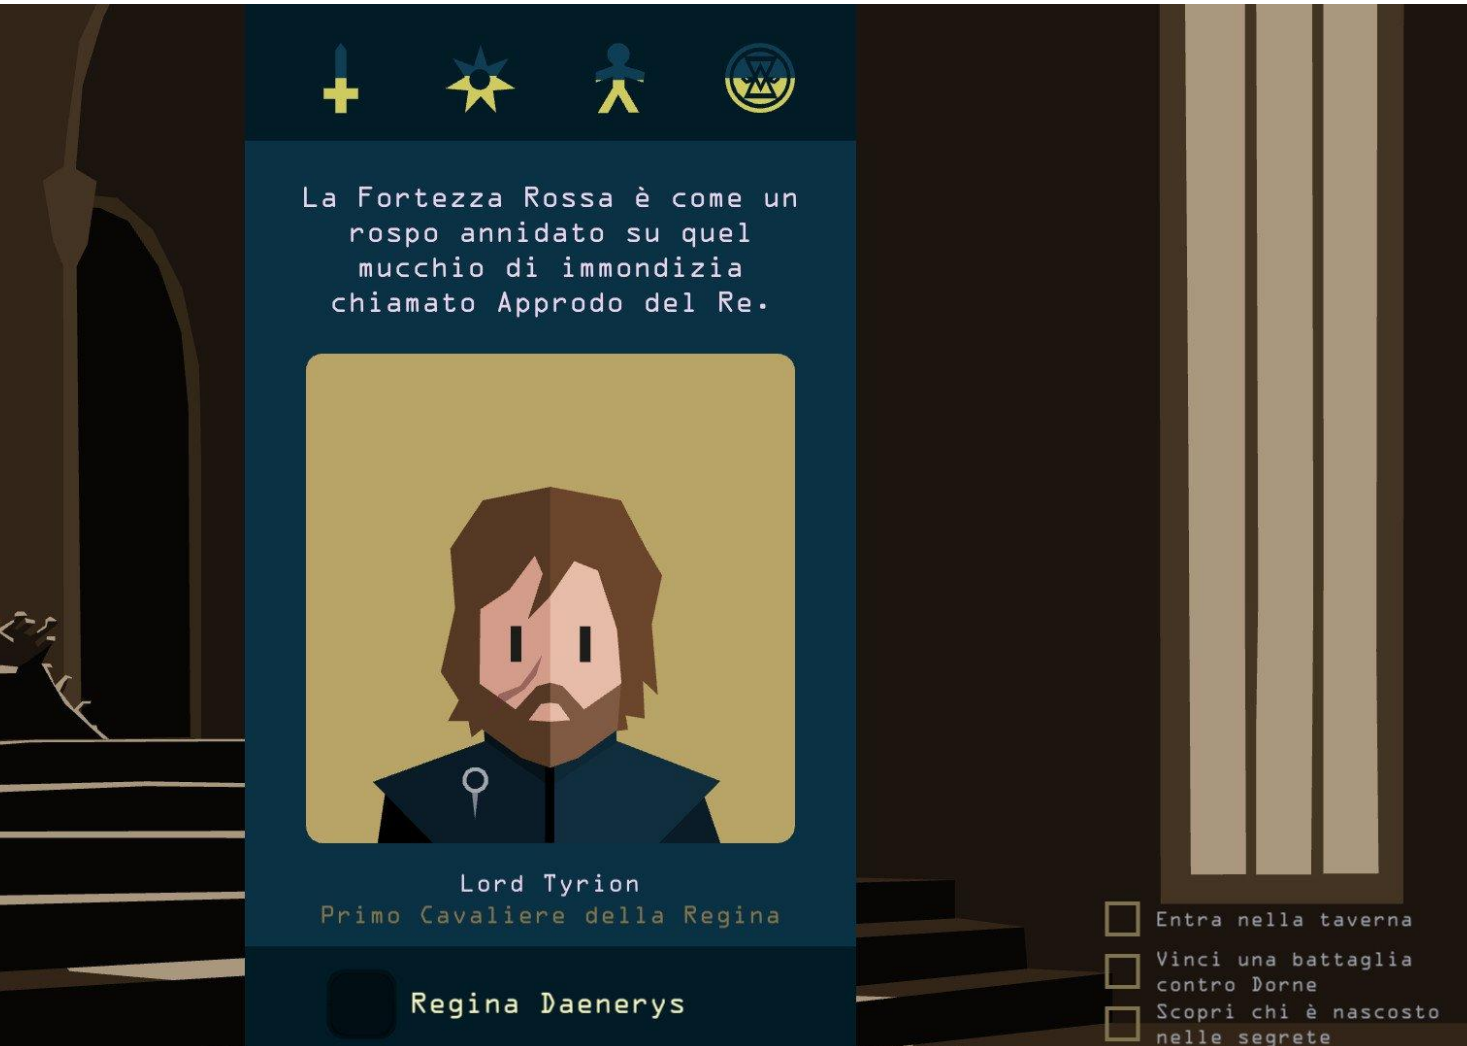 La Fortezza Rossa è come un
rospo annidato su quel
mucchio di immondizia
chiamato Approdo del Re.
Lord Tyrion
Primo Cavaliere della Regina
Regina Daenerys
Entra nella taverna
Vinci una battaglia
contro Dorne
Scopri chi è nascosto
nelle segrete